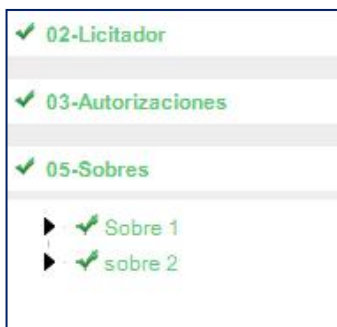 02-Licitador
03-Autorizaciones
05-Sobres
Sobre 1
sobre 2